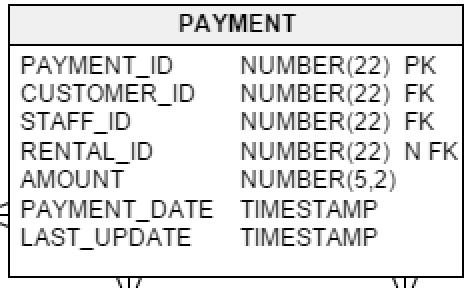 PAYMENT
PAYMENT_ID NUMBER(22) PK
CUSTOMER_ID NUMBER(22) FK
STAFF_ID NUMBER(22) FK
RENTAL_ID NUMBER(22) N FK
AMOUNT NUMBER(5,2)
PAYMENT_DATE TIMESTAMP
LAST_UPDATE TIMESTAMP